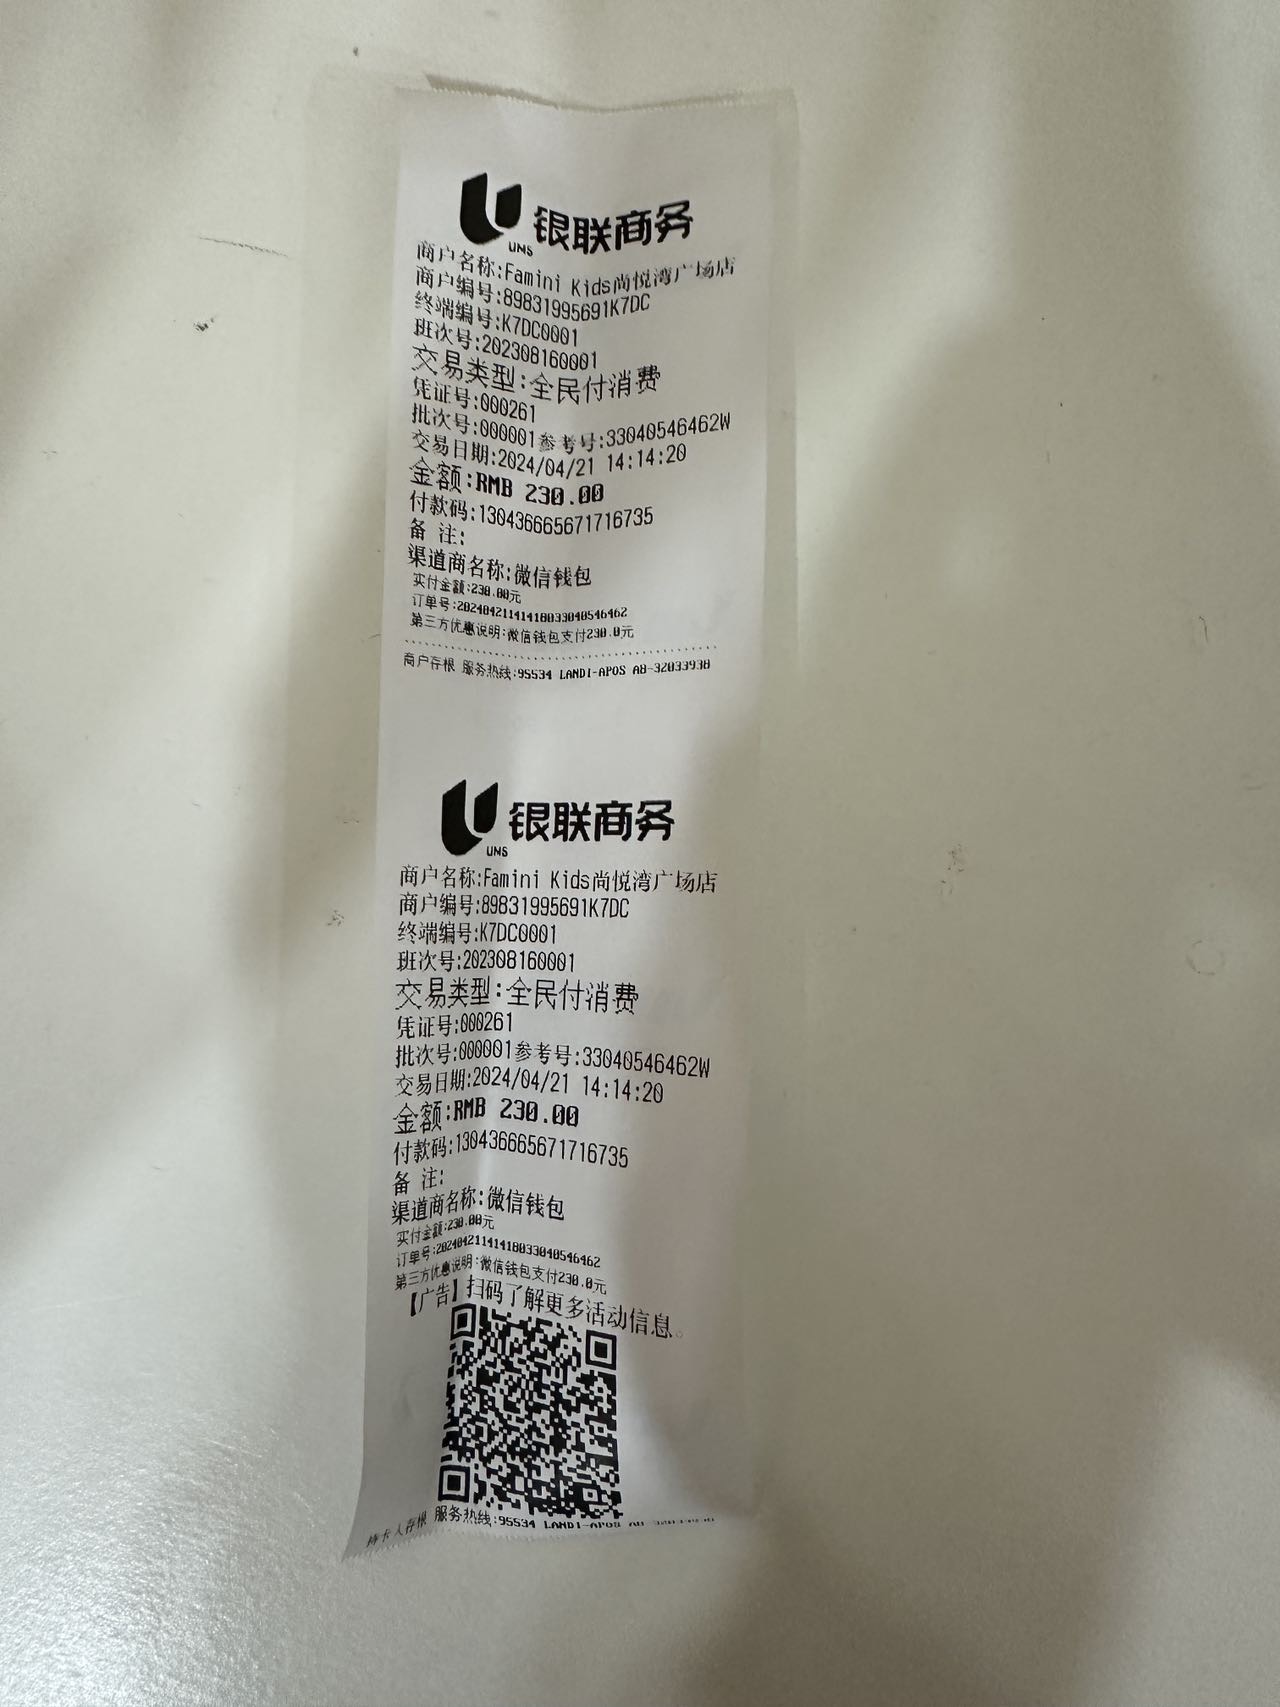 银联商务
UMS
商户名称:Famini Kids尚悦湾广场店
商户编号:89831995691K7DC
终端编号:K7DC0001
班次号:202308160001
交易类型:全民付消费
凭证号:000261
批次号:000001参考号:33040546462W
交易日期:2024/04/21 14:14:20
金额:RMB 230.00
付款码:130436665671716735
备 注:
渠道商名称:微信钱包
实付金额:230.00元
订单号:20240421141418033040546462
第三方优惠说明:微信钱包支付230.0元
商户存根 服务热线:95534 LANDI-APOS A8-32033938
银联商务
UMS
商户名称:Famini Kids尚悦湾广场店
商户编号:89831995691K7DC
终端编号:K7DC0001
班次号:202308160001
交易类型:全民付消费
凭证号:000261
批次号:000001参考号:33040546462W
交易日期:2024/04/21 14:14:20
金额:RMB 230.00
付款码:130436665671716735
备 注:
渠道商名称:微信钱包
实付金额:230.00元
订单号:20240421141418033040546462
第三方优惠说明:微信钱包支付230.0元
【广告】扫码了解更多活动信息。
持卡人存根 服务热线:95534 LANDI-APOS